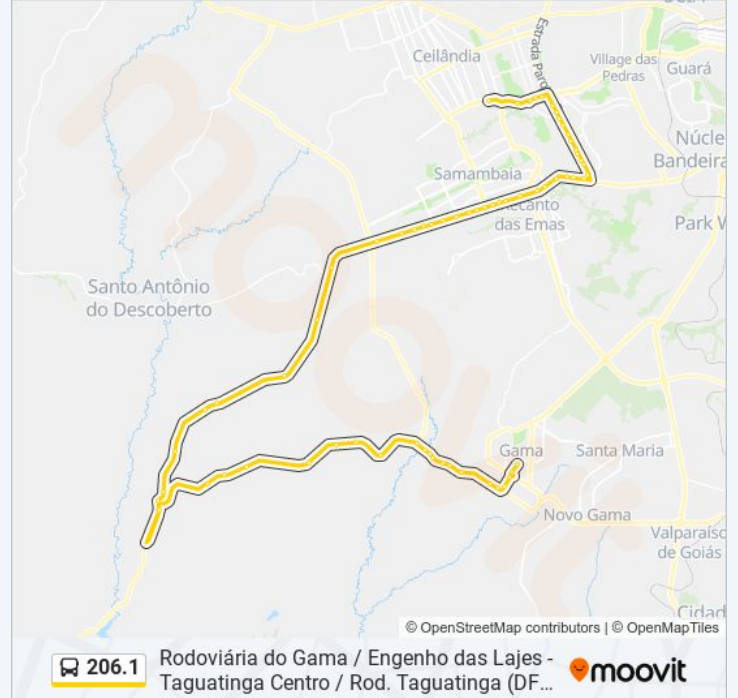 Estrada Parq
Ceilândia
Village das
Pedras
Guará
Núcle
Bandeira
Samambaia
Recanto
das Emas
Park W
Santo Antônio
do Descoberto
moovit
Gama
Santa Maria
Novo Gama
Valparaíso
de Goiás
Cidad
© OpenStreetMap contributors | © OpenMapTiles
206.1
Rodoviária do Gama / Engenho das Lajes -
Taguatinga Centro / Rod. Taguatinga (DF...
moovit